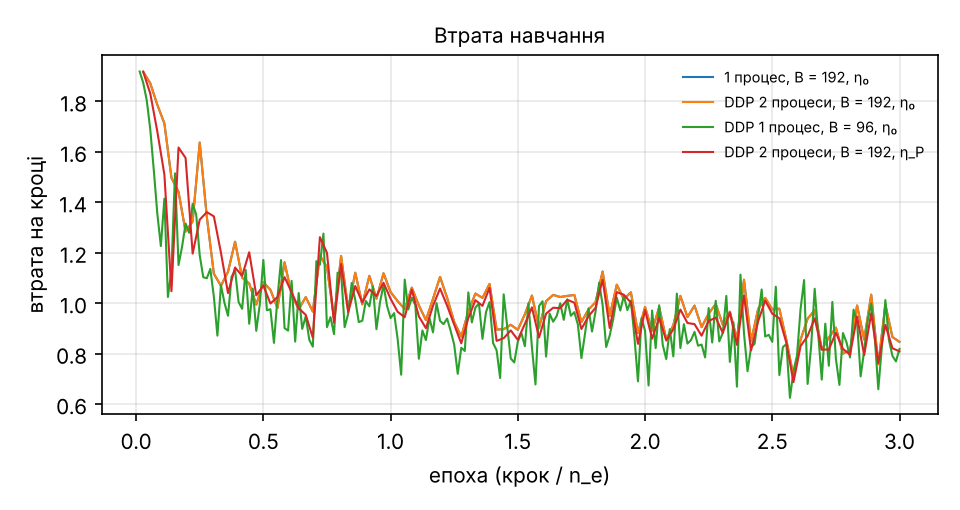 Втрата навчання
втрата на кроці
1.8
1.6
1.4
1.2
1.0
0.8
0.6
1 процес, B = 192, η₀
DDP 2 процеси, B = 192, η₀
DDP 1 процес, B = 96, η₀
DDP 2 процеси, B = 192, η_P
0.0 0.5 1.0 1.5 2.0 2.5 3.0
епоха (крок / n_e)